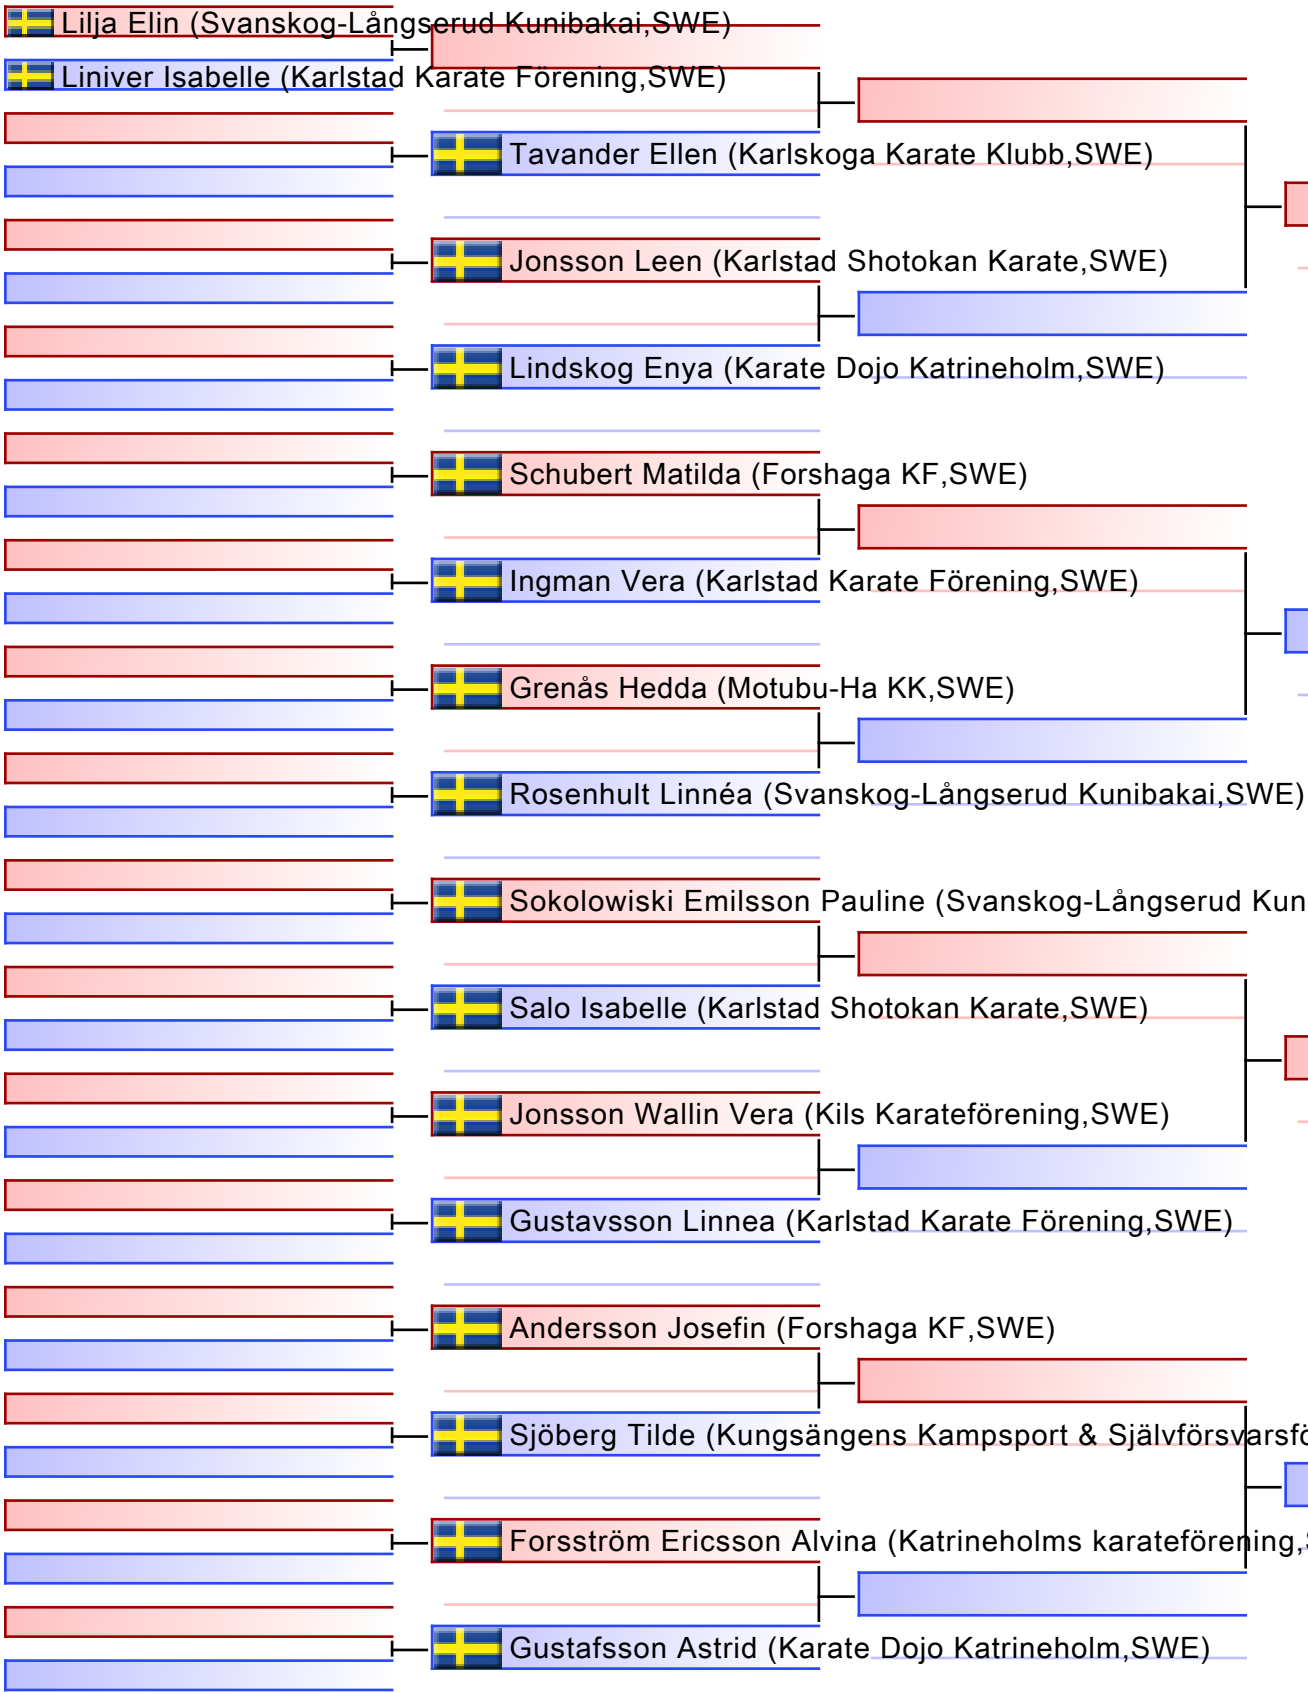 Lilja Elin (Svanskog-Långserud Kunibakai,SWE)
Liniver Isabelle (Karlstad Karate Förening,SWE)
Tavander Ellen (Karlskoga Karate Klubb,SWE)
Jonsson Leen (Karlstad Shotokan Karate,SWE)
Lindskog Enya (Karate Dojo Katrineholm,SWE)
Schubert Matilda (Forshaga KF,SWE)
Ingman Vera (Karlstad Karate Förening,SWE)
Grenås Hedda (Motubu-Ha KK,SWE)
Rosenhult Linnéa (Svanskog-Långserud Kunibakai,SWE)
Sokolowiski Emilsson Pauline (Svanskog-Långserud Kun
Salo Isabelle (Karlstad Shotokan Karate,SWE)
Jonsson Wallin Vera (Kils Karateförening,SWE)
Gustavsson Linnea (Karlstad Karate Förening,SWE)
Andersson Josefin (Forshaga KF,SWE)
Sjöberg Tilde (Kungsängens Kampsport & Självförsvarsfö
Forsström Ericsson Alvina (Katrineholms karateförening,S
Gustafsson Astrid (Karate Dojo Katrineholm,SWE)